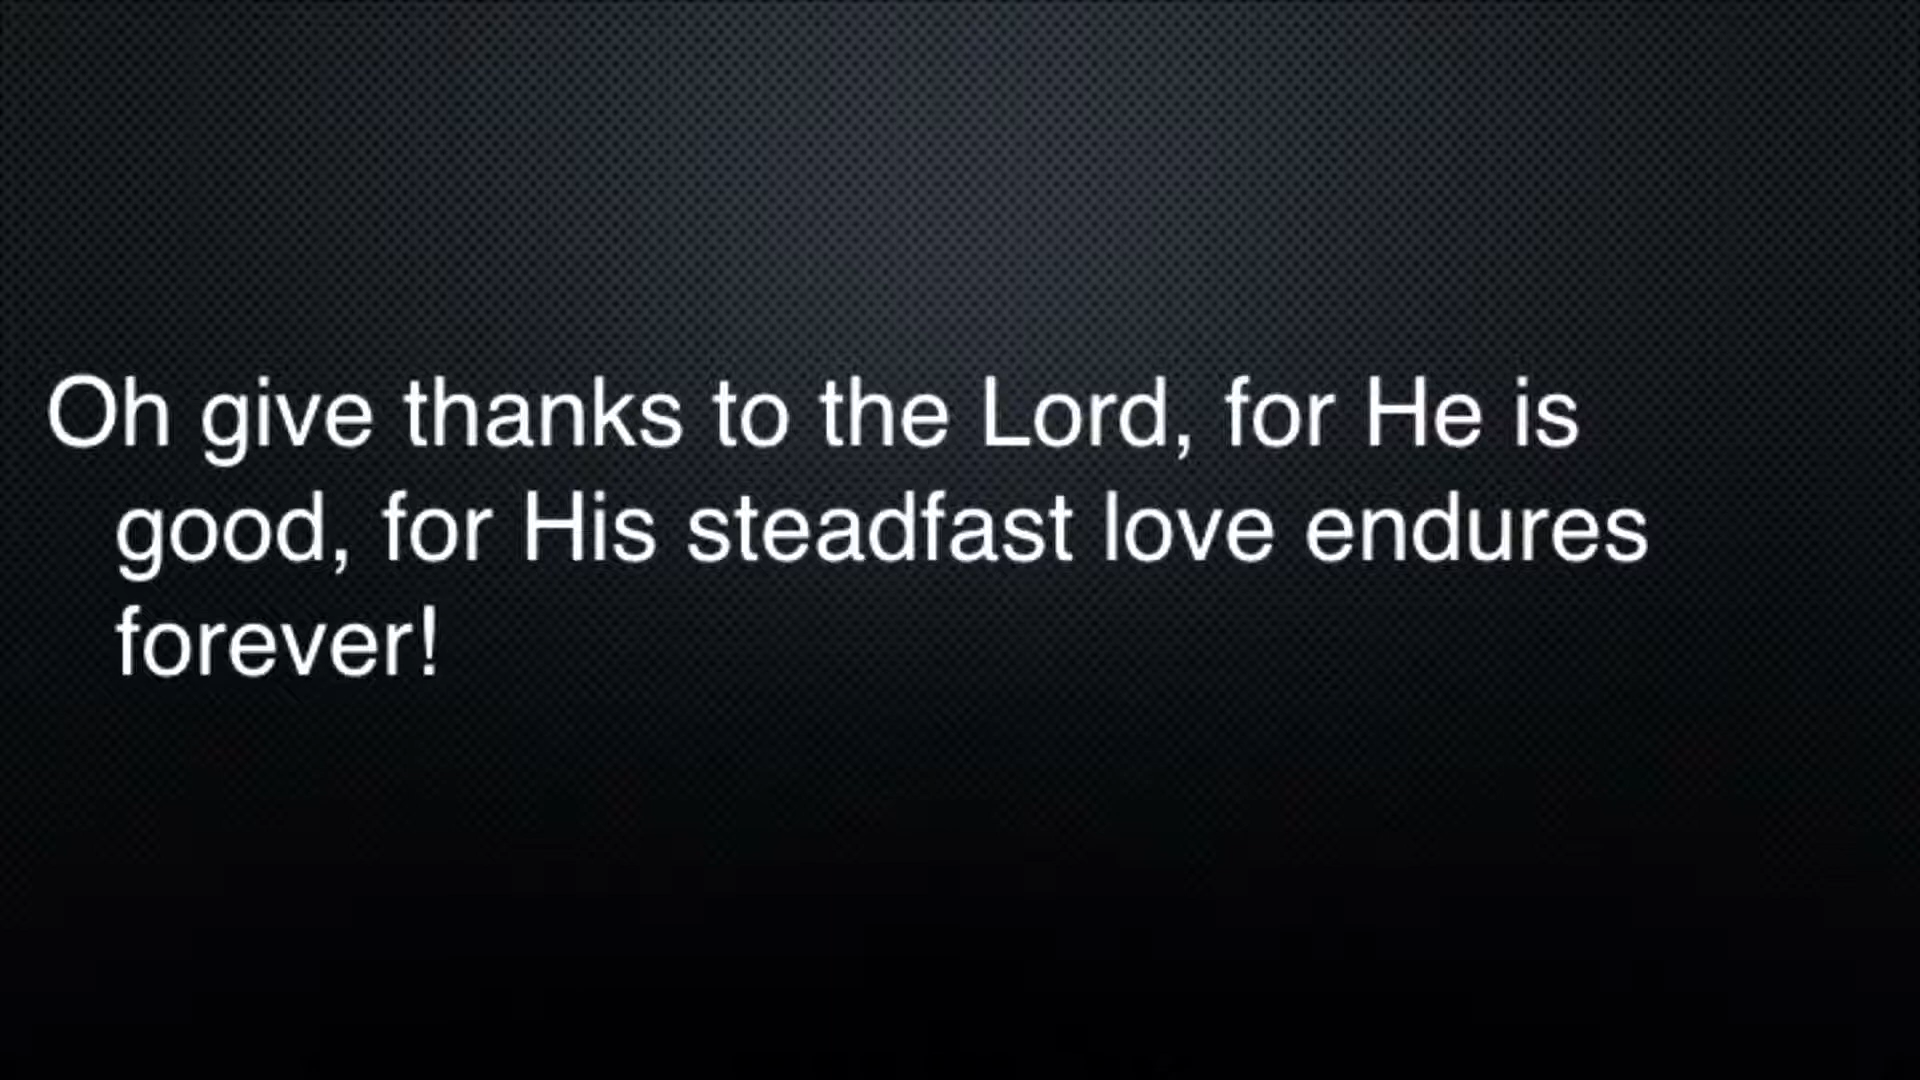 Oh give thanks to the Lord, for He is
good, for His steadfast love endures
forever!